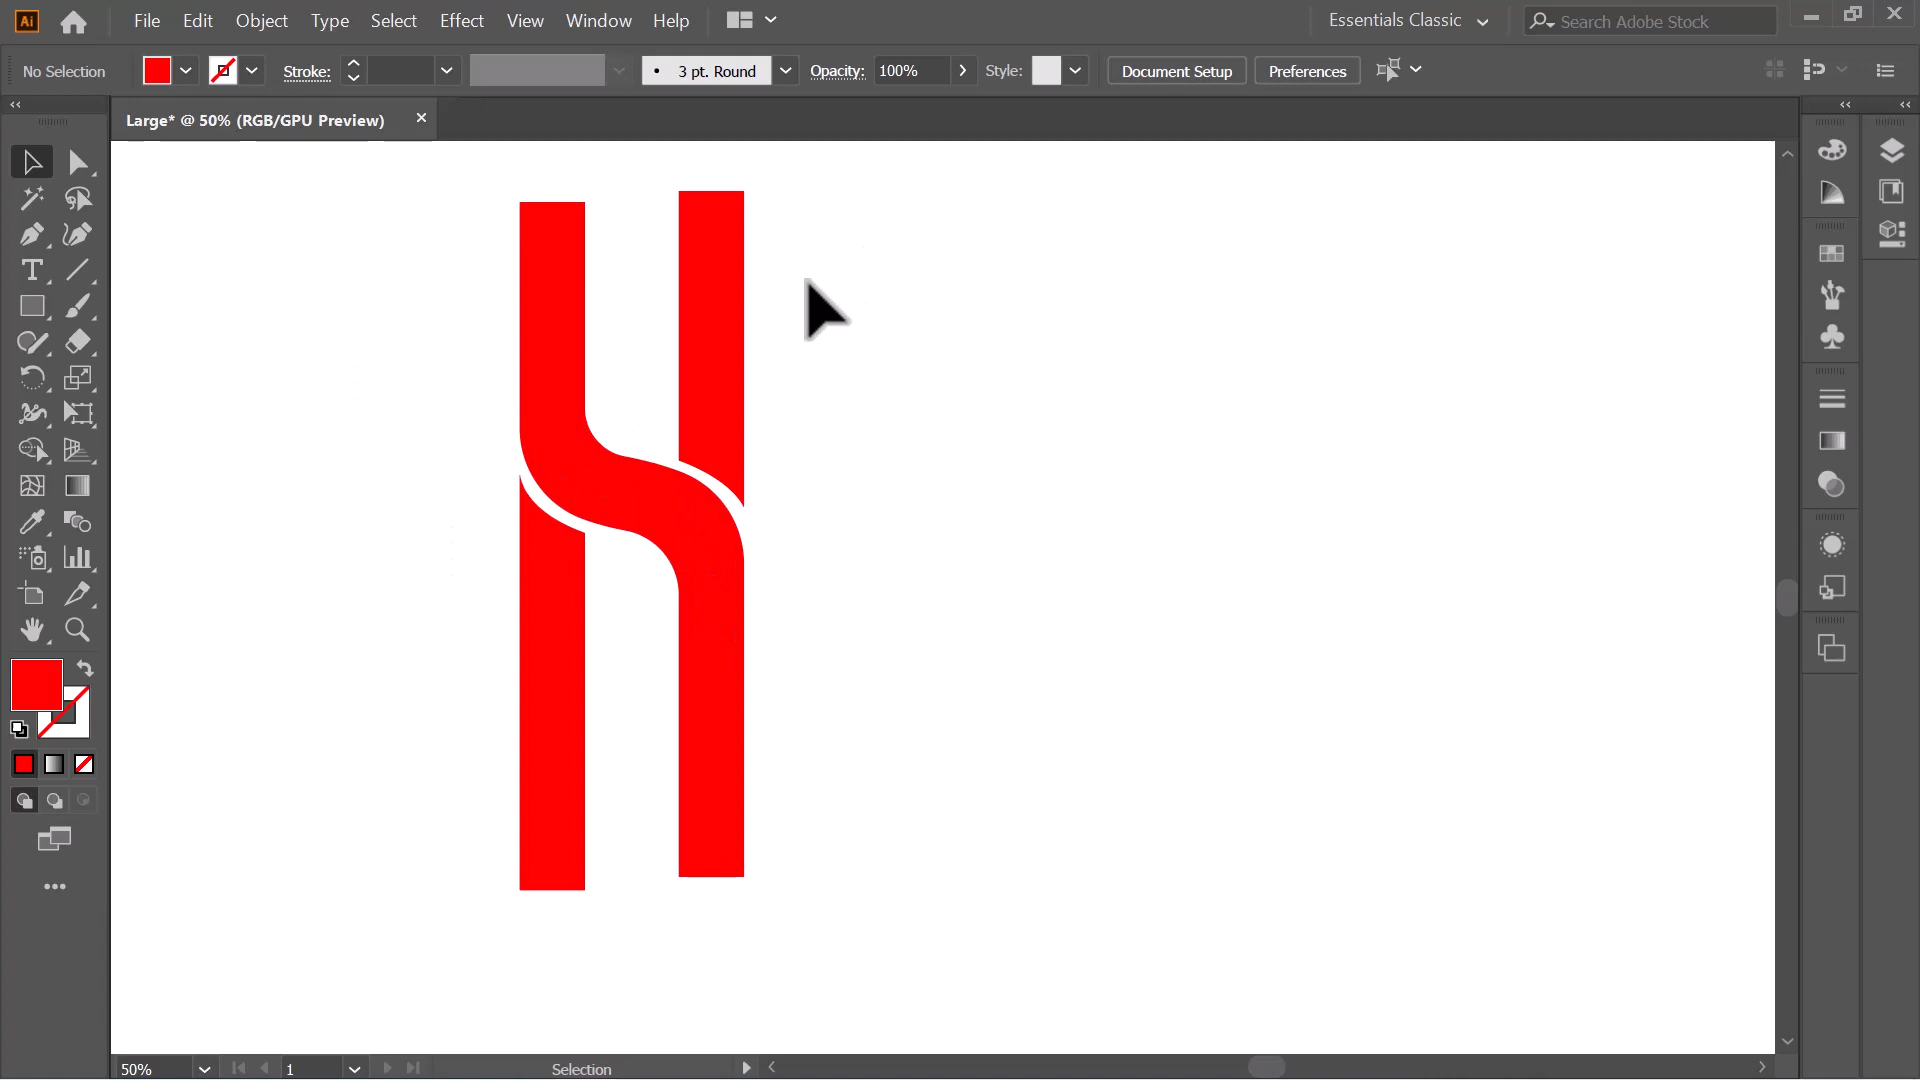 Ai File Edit Object Type Select Effect View Window Help Essentials Classic Search Adobe Stock
No Selection Stroke: 3 pt. Round Opacity: 100% Style: Document Setup Preferences
Large* @ 50% (RGB/GPU Preview)
50% 1 Selection